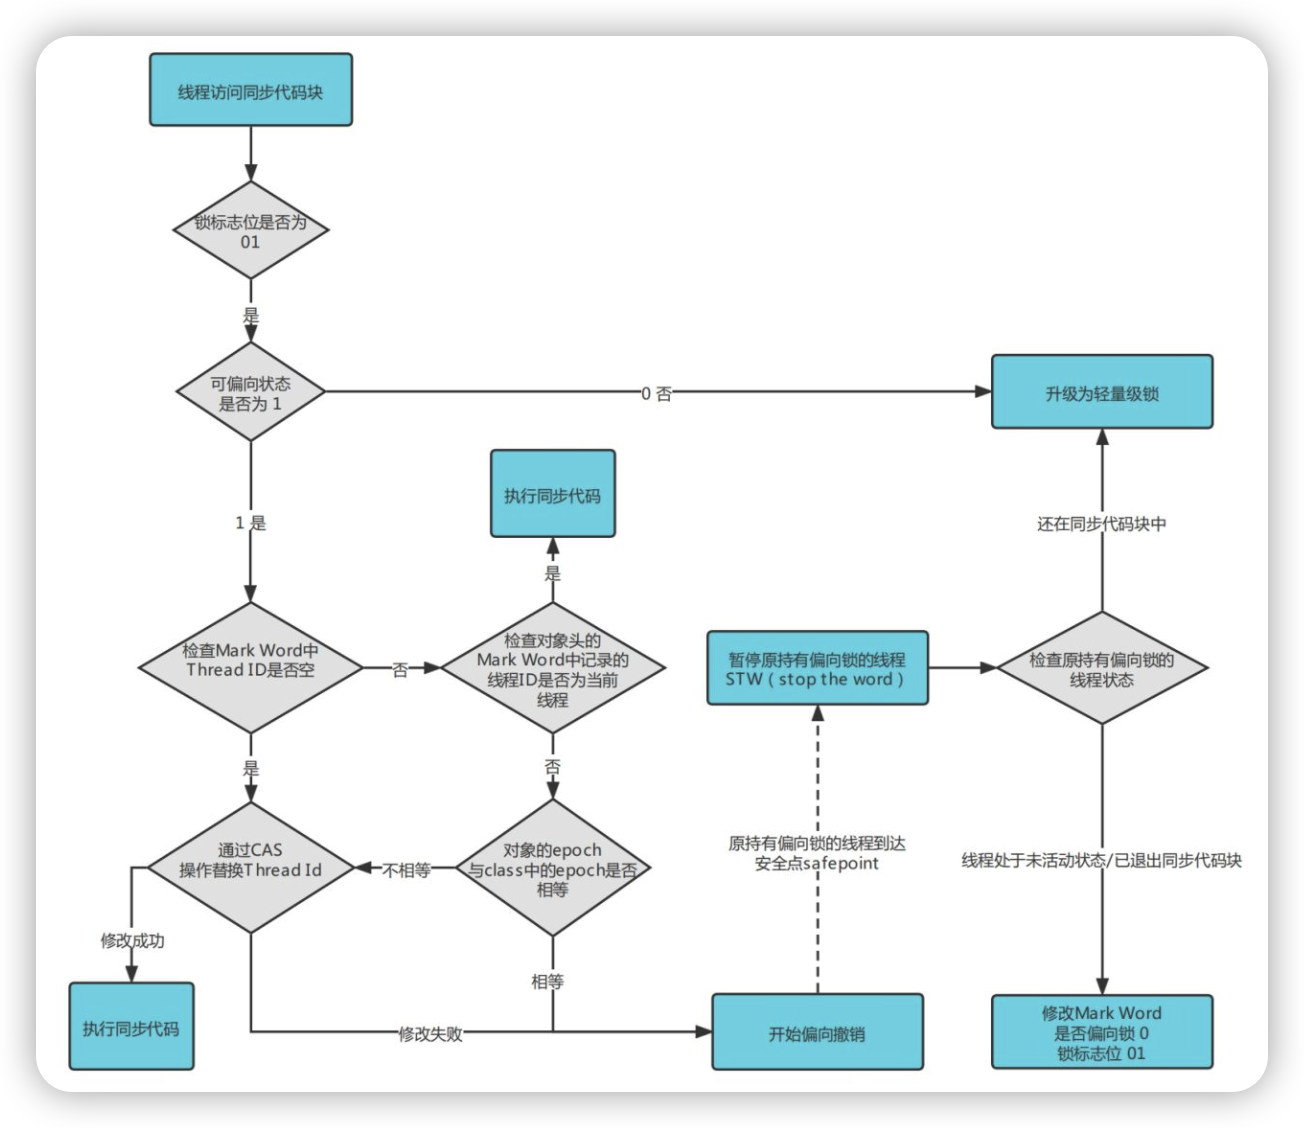 线程访问同步代码块
锁标志位是否为
01
是
可偏向状态
是否为 1
0 否
升级为轻量级锁
1 是
执行同步代码
还在同步代码块中
是
检查Mark Word中
Thread ID是否空
否
检查对象头的
Mark Word中记录的
线程ID是否为当前
线程
暂停原持有偏向锁的线程
STW（stop the word）
检查原持有偏向锁的
线程状态
是
否
通过CAS
操作替换Thread Id
不相等
对象的epoch
与class中的epoch是否
相等
原持有偏向锁的线程到达
安全点safepoint
线程处于未活动状态/已退出同步代码块
修改成功
相等
执行同步代码
修改失败
开始偏向撤销
修改Mark Word
是否偏向锁 0
锁标志位 01